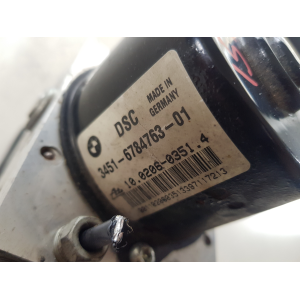 DSC
MADE IN
GERMANY
3451-6784763-01
10.0206-0351.4